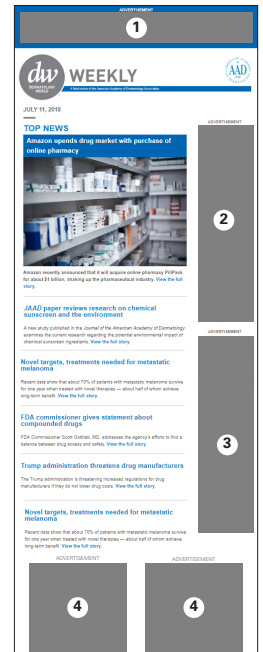 ADVERTISEMENT
1
dw
DERMATOLOGY
WORLD
WEEKLY
A Publication of the American Academy of Dermatology Association
AAD
JULY 11, 2018
ADVERTISEMENT
TOP NEWS
Amazon upends drug market with purchase of
online pharmacy
2
Amazon recently announced that it will acquire online pharmacy PillPack
for about $1 billion, shaking up the pharmaceutical industry. View the full
story.
JAAD paper reviews research on chemical
sunscreen and the environment
A new study published in the Journal of the American Academy of Dermatology
examines the current research regarding the potential environmental impact of
chemical sunscreen ingredients. View the full story.
ADVERTISEMENT
Novel targets, treatments needed for metastatic
melanoma
Recent data show that about 70% of patients with metastatic melanoma survive
for one year when treated with novel therapies — about half of whom achieve
long-term benefit. View the full story.
FDA commissioner gives statement about
compounded drugs
FDA Commissioner Scott Gottlieb, MD, addresses the agency's efforts to find a
balance between drug access and safety. View the full story.
3
Trump administration threatens drug manufacturers
The Trump administration is threatening increased regulations for drug
manufacturers if they do not lower drug costs. View the full story.
Novel targets, treatments needed for metastatic
melanoma
Recent data show that about 70% of patients with metastatic melanoma survive
for one year when treated with novel therapies — about half of whom achieve
long-term benefit. View the full story.
ADVERTISEMENT
ADVERTISEMENT
4
4